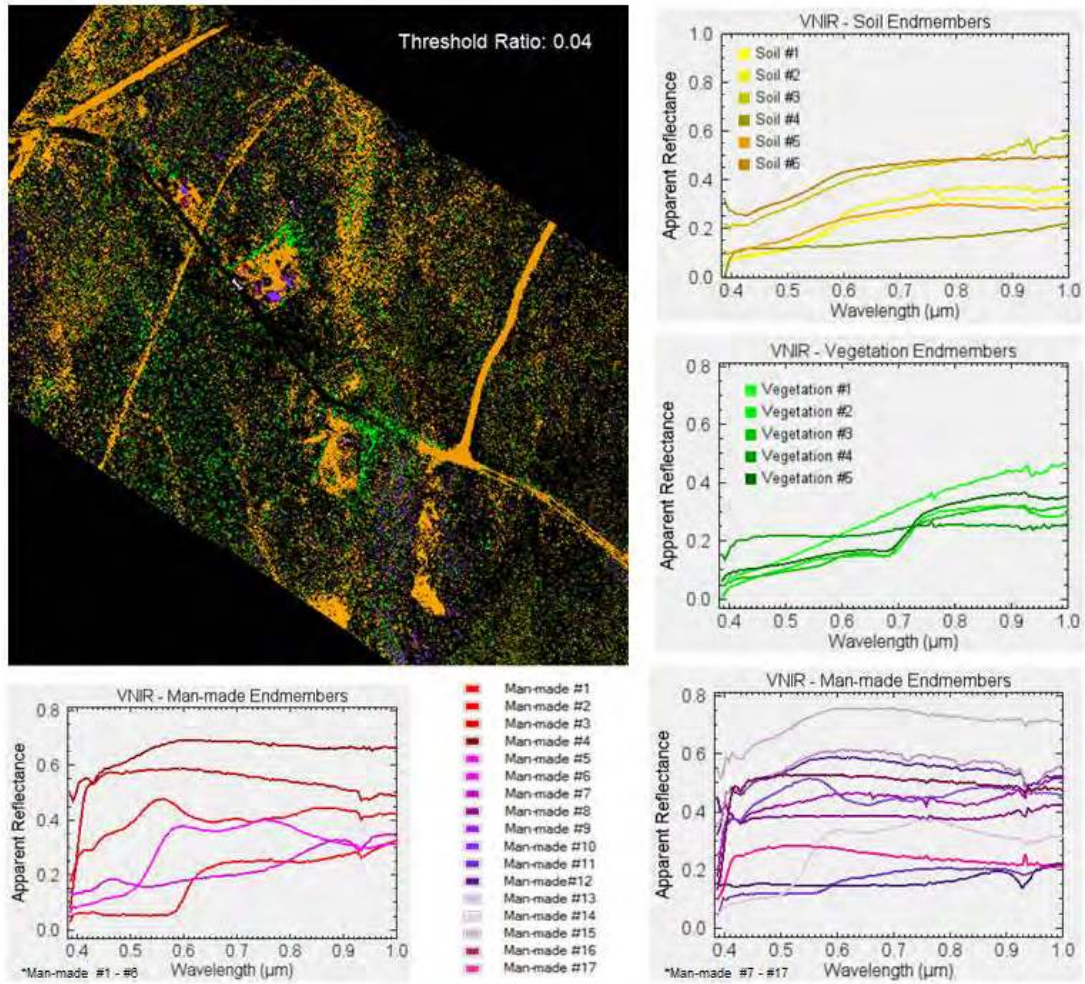 Threshold Ratio: 0.04
VNIR - Soil Endmembers
Apparent Reflectance
1.0
0.8
0.6
0.4
0.2
0.0
Soil #1
Soil #2
Soil #3
Soil #4
Soil #5
Soil #6
0.4 0.5 0.6 0.7 0.8 0.9 1.0
Wavelength (µm)
VNIR - Vegetation Endmembers
Apparent Reflectance
0.8
0.6
0.4
0.2
0.0
Vegetation #1
Vegetation #2
Vegetation #3
Vegetation #4
Vegetation #5
0.4 0.5 0.6 0.7 0.8 0.9 1.0
Wavelength (µm)
VNIR - Man-made Endmembers
Apparent Reflectance
0.8
0.6
0.4
0.2
0.0
0.4 0.5 0.6 0.7 0.8 0.9 1.0
Wavelength (µm)
*Man-made #1 - #6
Man-made #1
Man-made #2
Man-made #3
Man-made #4
Man-made #5
Man-made #6
Man-made #7
Man-made #8
Man-made #9
Man-made #10
Man-made #11
Man-made#12
Man-made #13
Man-made #14
Man-made #15
Man-made #16
Man-made #17
VNIR - Man-made Endmembers
Apparent Reflectance
0.8
0.6
0.4
0.2
0.0
0.4 0.5 0.6 0.7 0.8 0.9 1.0
Wavelength (µm)
*Man-made #7 - #17